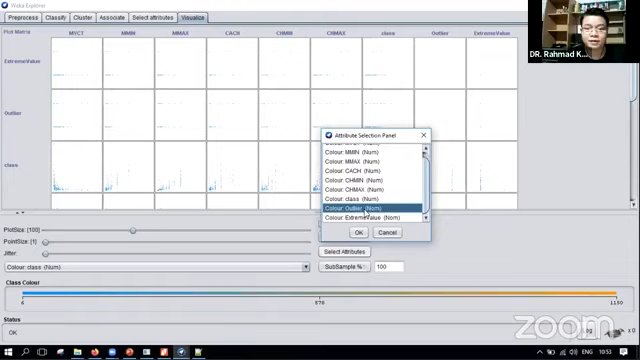 Weka Explorer
Preprocess Classify Cluster Associate Select attributes Visualize
Plot Matrix MYCT MMIN MMAX CACH CHMIN CHMAX class Outlier ExtremeValue
ExtremeValue
Outlier
class
DR. Rahmad K...
Attribute Selection Panel
Colour: MMIN (Num)
Colour: MMAX (Num)
Colour: CACH (Num)
Colour: CHMIN (Num)
Colour: CHMAX (Num)
Colour: class (Num)
Colour: Outlier (Num)
Colour: ExtremeValue (Num)
OK Cancel
PlotSize: [100]
PointSize: [1]
Jitter:
Select Attributes
Colour: class (Num)
SubSample % : 100
Class Colour
6 578 1150
Status
OK
Log
x 0
zoom
ENG 10:53